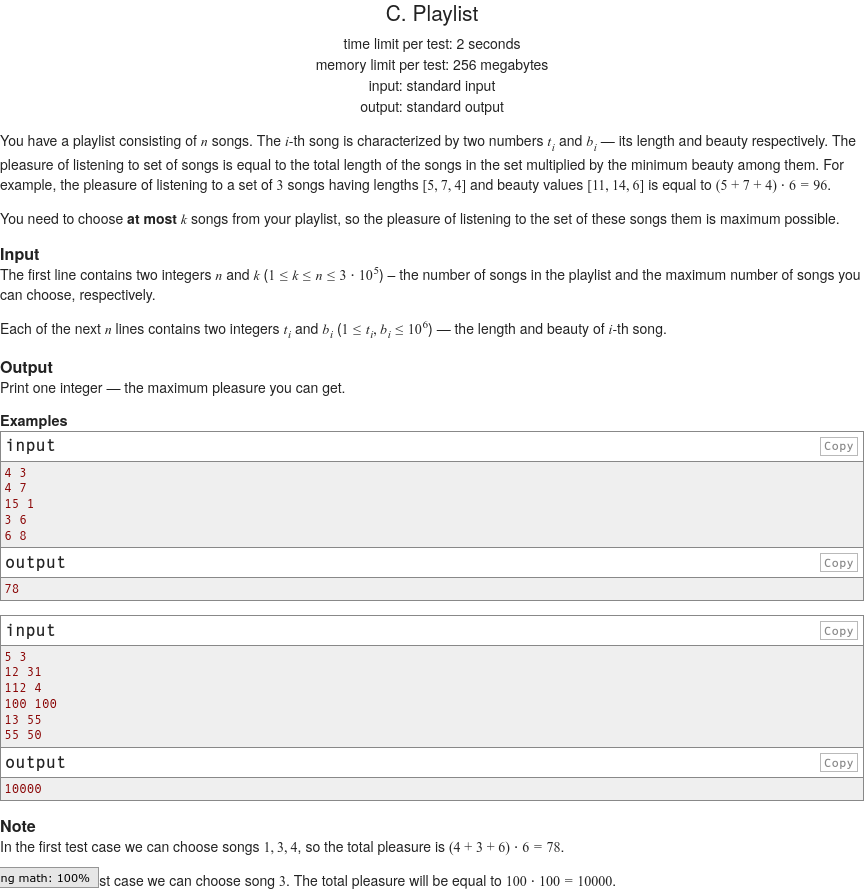 C. Playlist
time limit per test: 2 seconds
memory limit per test: 256 megabytes
input: standard input
output: standard output
You have a playlist consisting of n songs. The i-th song is characterized by two numbers t_i and b_i — its length and beauty respectively. The
pleasure of listening to set of songs is equal to the total length of the songs in the set multiplied by the minimum beauty among them. For
example, the pleasure of listening to a set of 3 songs having lengths [5, 7, 4] and beauty values [11, 14, 6] is equal to (5 + 7 + 4) · 6 = 96.
You need to choose at most k songs from your playlist, so the pleasure of listening to the set of these songs them is maximum possible.
Input
The first line contains two integers n and k (1 ≤ k ≤ n ≤ 3 · 10^5) – the number of songs in the playlist and the maximum number of songs you
can choose, respectively.
Each of the next n lines contains two integers t_i and b_i (1 ≤ t_i, b_i ≤ 10^6) — the length and beauty of i-th song.
Output
Print one integer — the maximum pleasure you can get.
Examples
input Copy
4 3
4 7
15 1
3 6
6 8
output Copy
78
input Copy
5 3
12 31
112 4
100 100
13 55
55 50
output Copy
10000
Note
In the first test case we can choose songs 1, 3, 4, so the total pleasure is (4 + 3 + 6) · 6 = 78.
ng math: 100% st case we can choose song 3. The total pleasure will be equal to 100 · 100 = 10000.